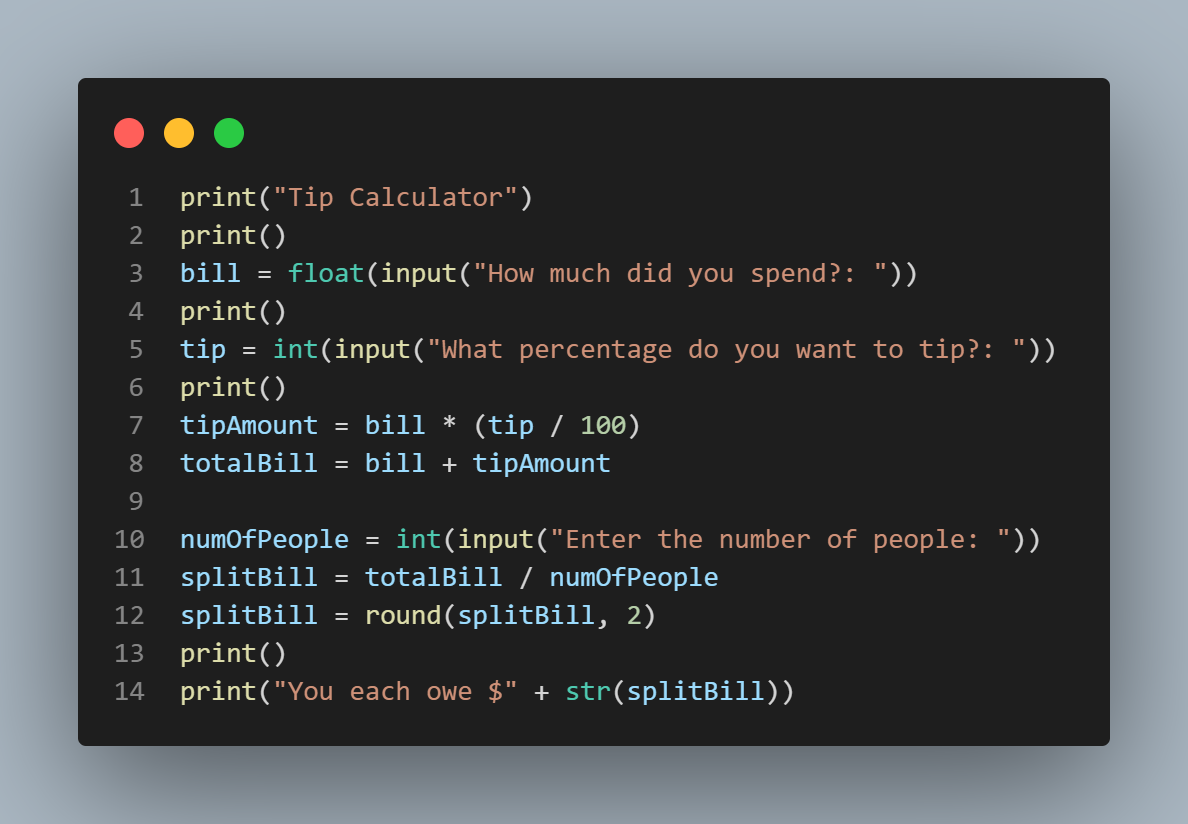 1 print("Tip Calculator")
2 print()
3 bill = float(input("How much did you spend?: "))
4 print()
5 tip = int(input("What percentage do you want to tip?: "))
6 print()
7 tipAmount = bill * (tip / 100)
8 totalBill = bill + tipAmount
9
10 numOfPeople = int(input("Enter the number of people: "))
11 splitBill = totalBill / numOfPeople
12 splitBill = round(splitBill, 2)
13 print()
14 print("You each owe $" + str(splitBill))